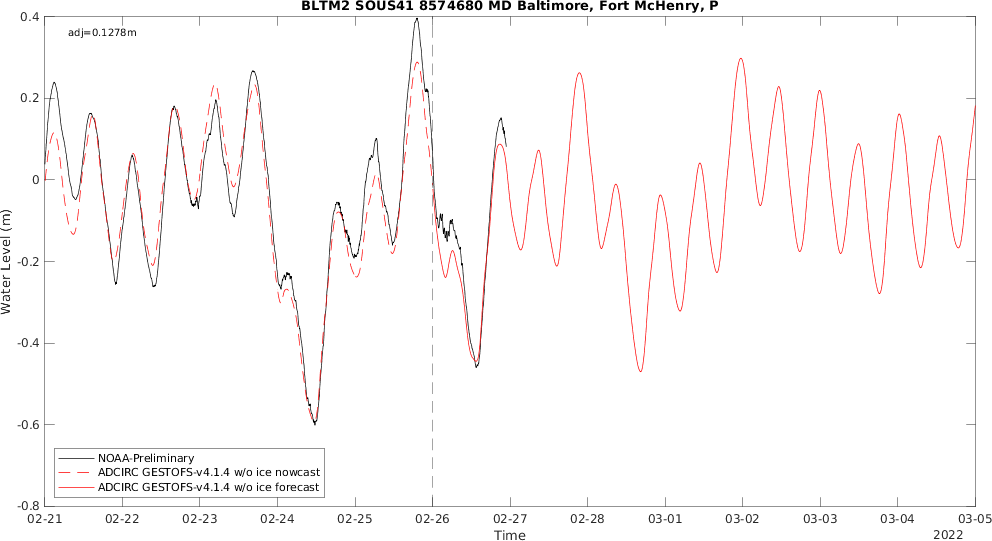 BLTM2 SOUS41 8574680 MD Baltimore, Fort McHenry, P
adj=0.1278m
0.4
0.2
0
-0.2
-0.4
-0.6
-0.8
Water Level (m)
NOAA-Preliminary
ADCIRC GESTOFS-v4.1.4 w/o ice nowcast
ADCIRC GESTOFS-v4.1.4 w/o ice forecast
02-21 02-22 02-23 02-24 02-25 02-26 02-27 02-28 03-01 03-02 03-03 03-04 03-05
Time
2022